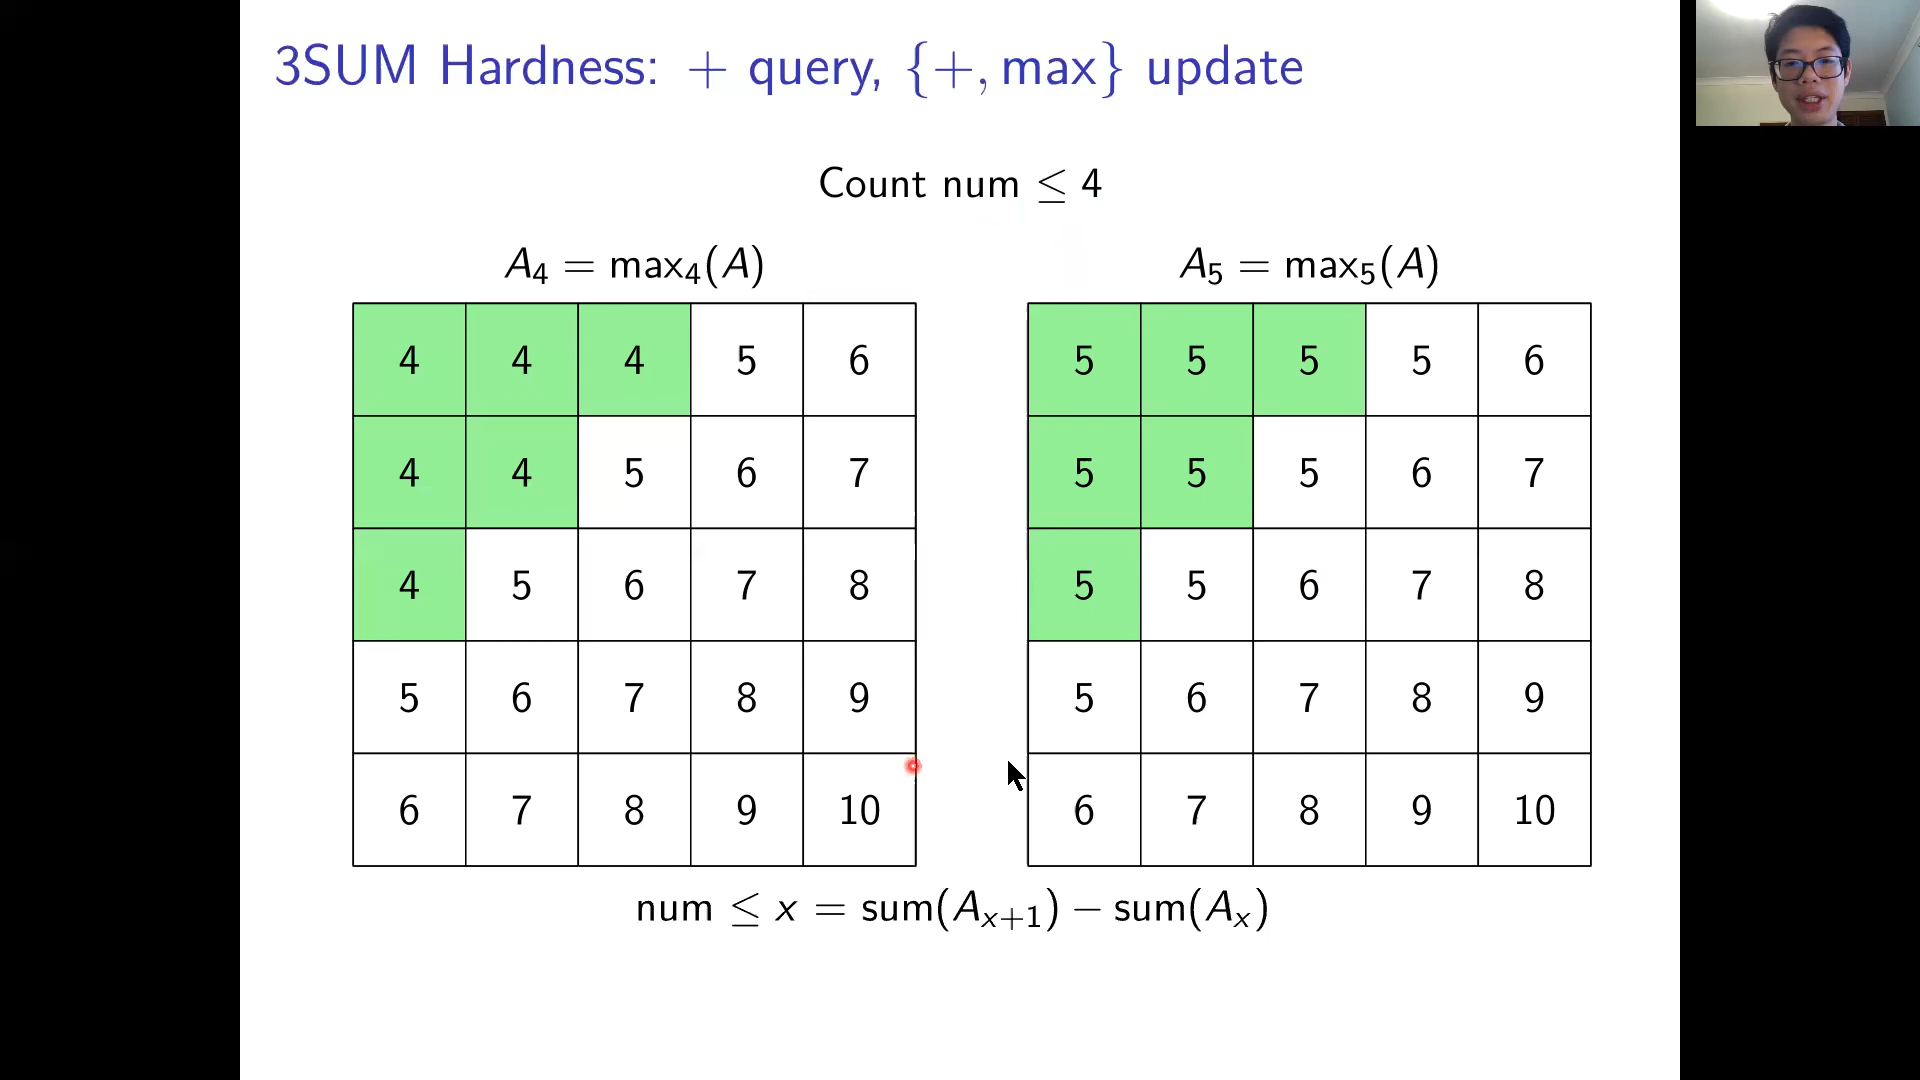 3SUM Hardness: + query, {+, max} update
Count num ≤ 4
A₄ = max₄(A)
4 4 4 5 6
4 4 5 6 7
4 5 6 7 8
5 6 7 8 9
6 7 8 9 10
A₅ = max₅(A)
5 5 5 5 6
5 5 5 6 7
5 5 6 7 8
5 6 7 8 9
6 7 8 9 10
num ≤ x = sum(Aₓ₊₁) − sum(Aₓ)